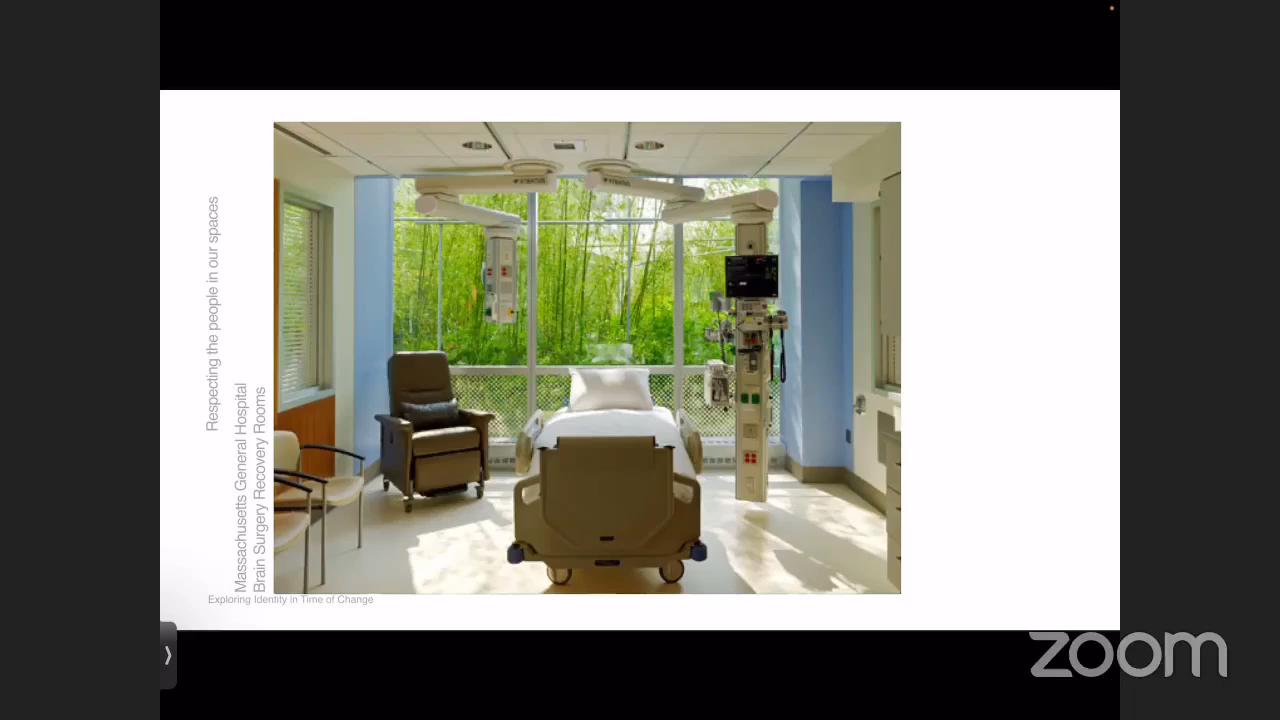 Respecting the people in our spaces
Massachusetts General Hospital
Brain Surgery Recovery Rooms
Exploring Identity in Time of Change
zoom